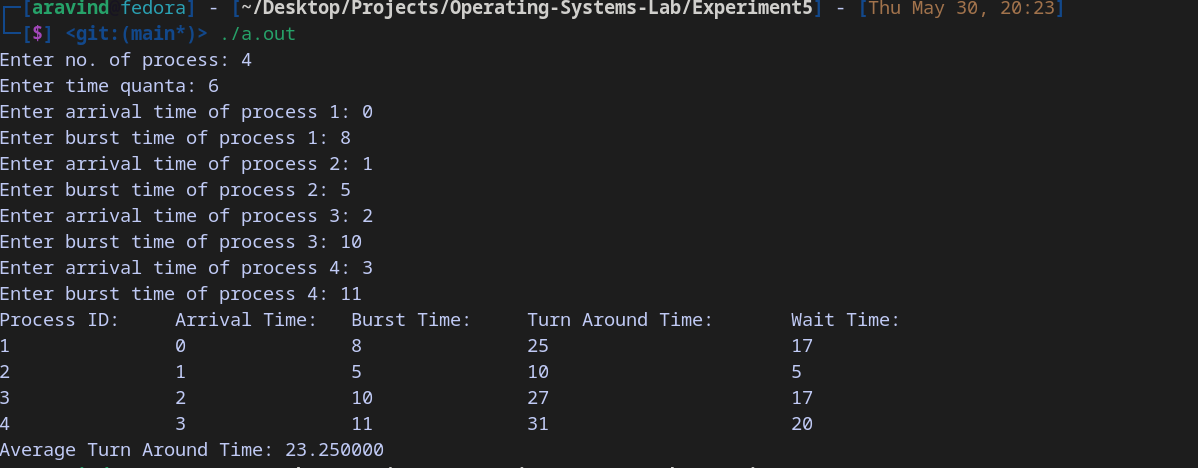 [aravind fedora] - [~/Desktop/Projects/Operating-Systems-Lab/Experiment5] - [Thu May 30, 20:23]
[$] <git:(main*)> ./a.out
Enter no. of process: 4
Enter time quanta: 6
Enter arrival time of process 1: 0
Enter burst time of process 1: 8
Enter arrival time of process 2: 1
Enter burst time of process 2: 5
Enter arrival time of process 3: 2
Enter burst time of process 3: 10
Enter arrival time of process 4: 3
Enter burst time of process 4: 11
Process ID: Arrival Time: Burst Time: Turn Around Time: Wait Time:
1 0 8 25 17
2 1 5 10 5
3 2 10 27 17
4 3 11 31 20
Average Turn Around Time: 23.250000